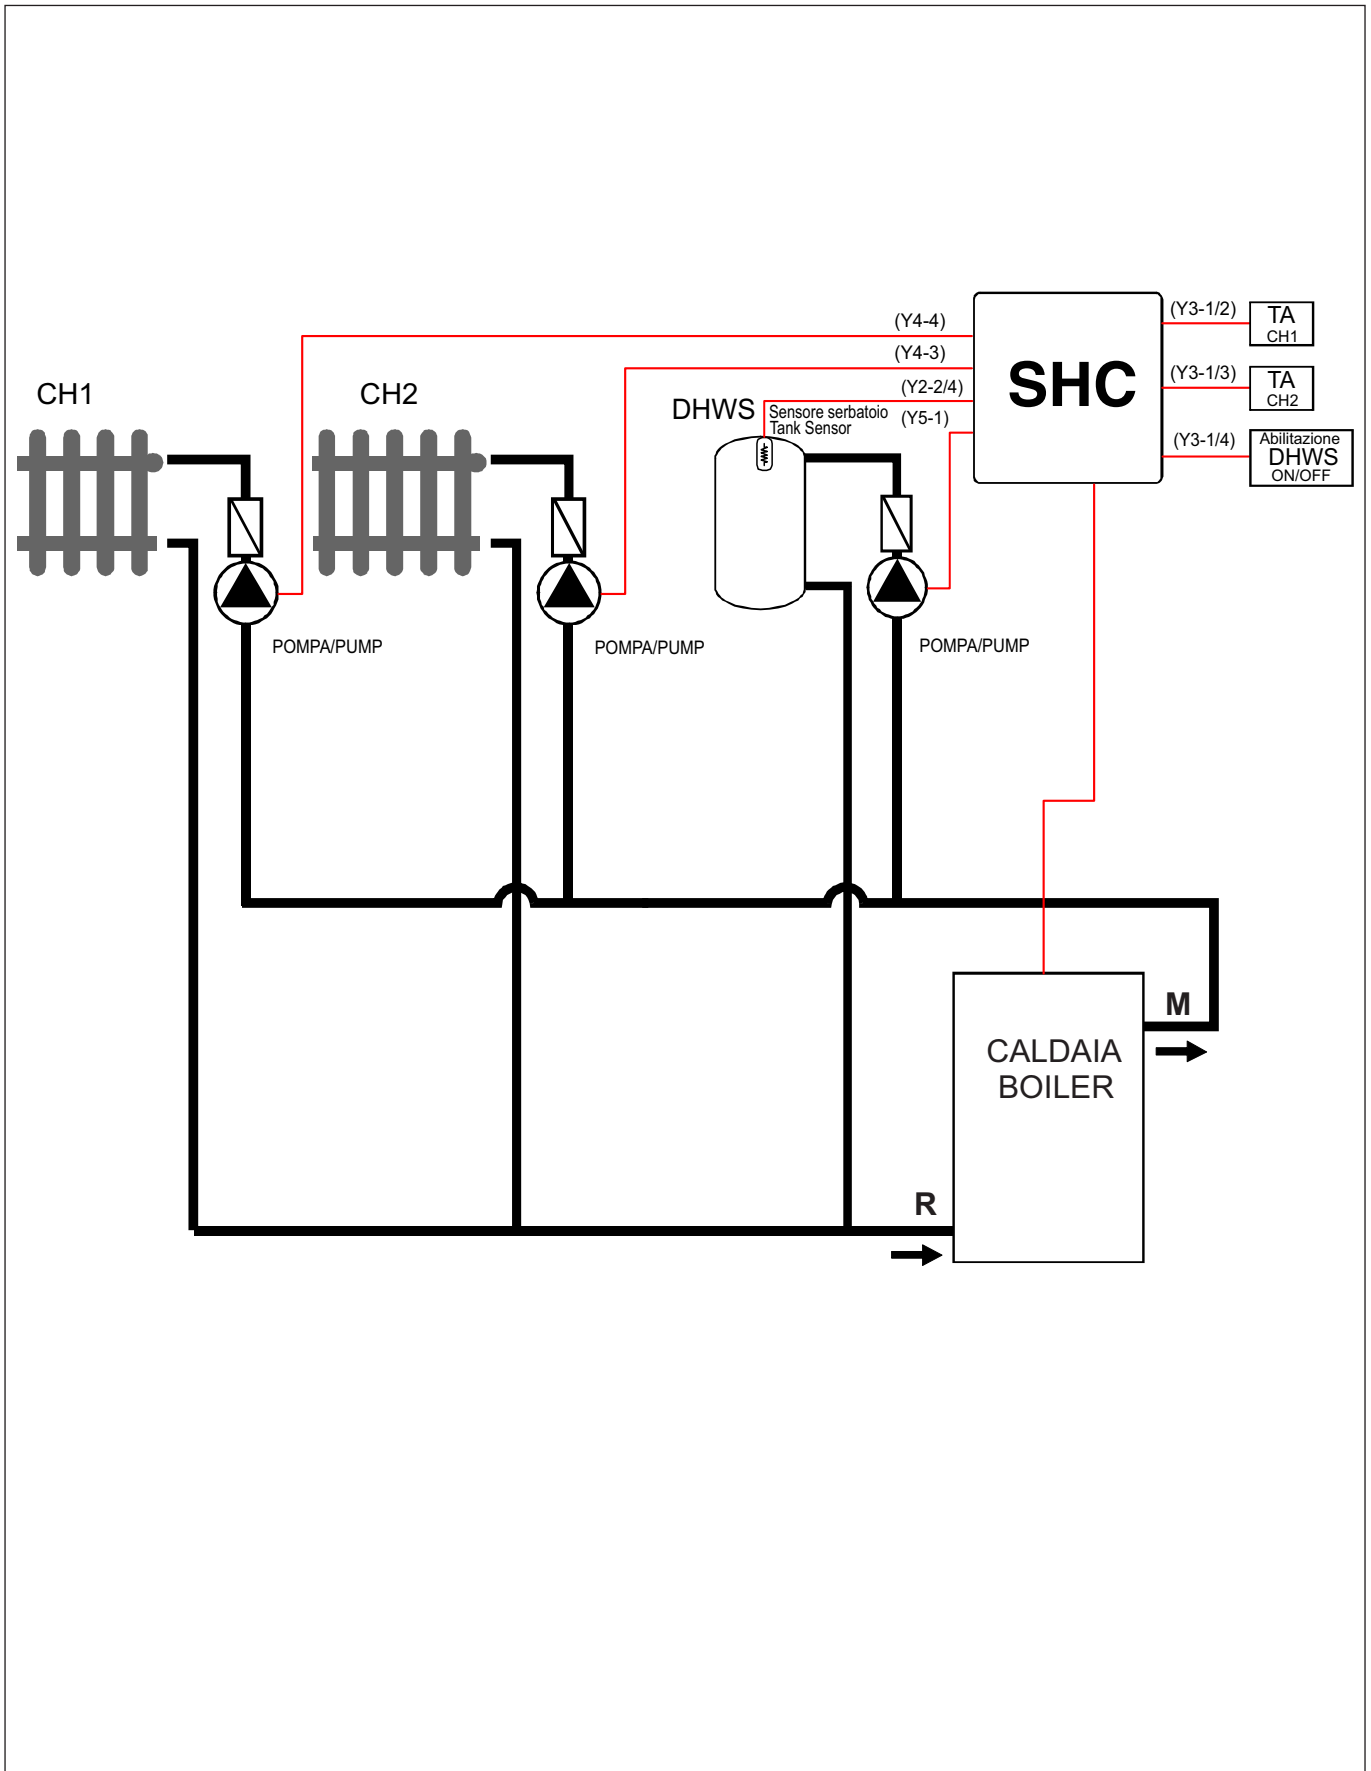 (Y4-4)
(Y4-3)
(Y2-2/4)
(Y5-1)
SHC
(Y3-1/2)
TA
CH1
(Y3-1/3)
TA
CH2
(Y3-1/4)
Abilitazione
DHWS
ON/OFF
CH1
CH2
DHWS
Sensore serbatoio
Tank Sensor
POMPA/PUMP
POMPA/PUMP
POMPA/PUMP
M
CALDAIA
BOILER
R